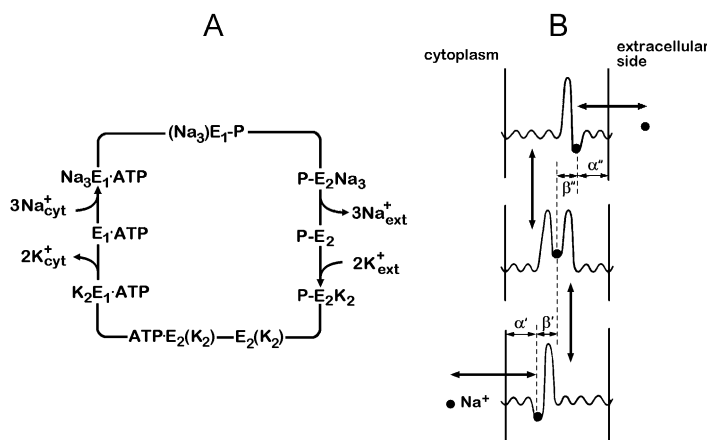 A
(Na₃)E₁-P
Na₃E₁·ATP
P-E₂Na₃
3Na⁺cyt
3Na⁺ext
E₁·ATP
P-E₂
2K⁺cyt
2K⁺ext
K₂E₁·ATP
P-E₂K₂
ATP·E₂(K₂)—E₂(K₂)
B
cytoplasm
extracellular
side
α"
β"
α'
β'
Na⁺